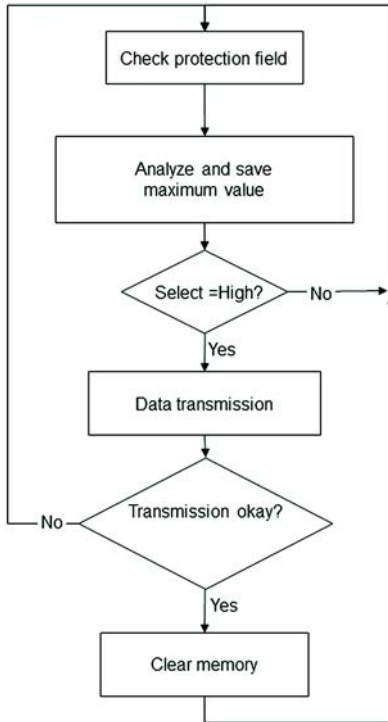 Check protection field
Analyze and save
maximum value
Select =High?
No
Yes
Data transmission
Transmission okay?
No
Yes
Clear memory